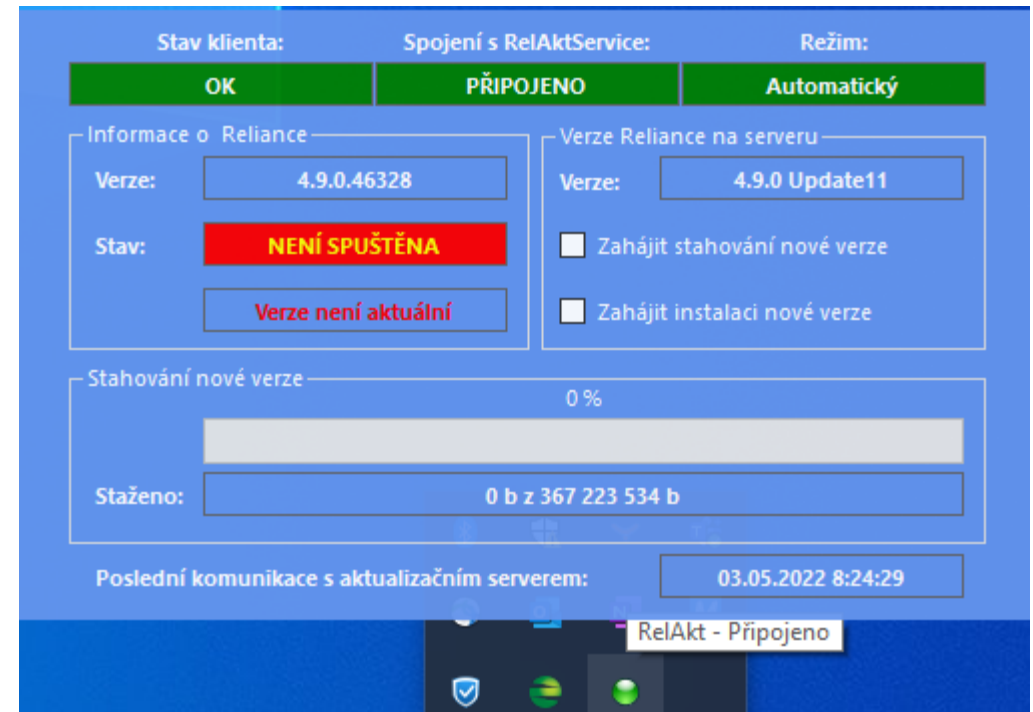 Stav klienta: Spojení s RelAktService: Režim:
OK PŘIPOJENO Automatický
Informace o Reliance
Verze: 4.9.0.46328
Stav: NENÍ SPUŠTĚNA
Verze není aktuální
Verze Reliance na serveru
Verze: 4.9.0 Update11
Zahájit stahování nové verze
Zahájit instalaci nové verze
Stahování nové verze
0 %
Staženo: 0 b z 367 223 534 b
Poslední komunikace s aktualizačním serverem: 03.05.2022 8:24:29
RelAkt - Připojeno